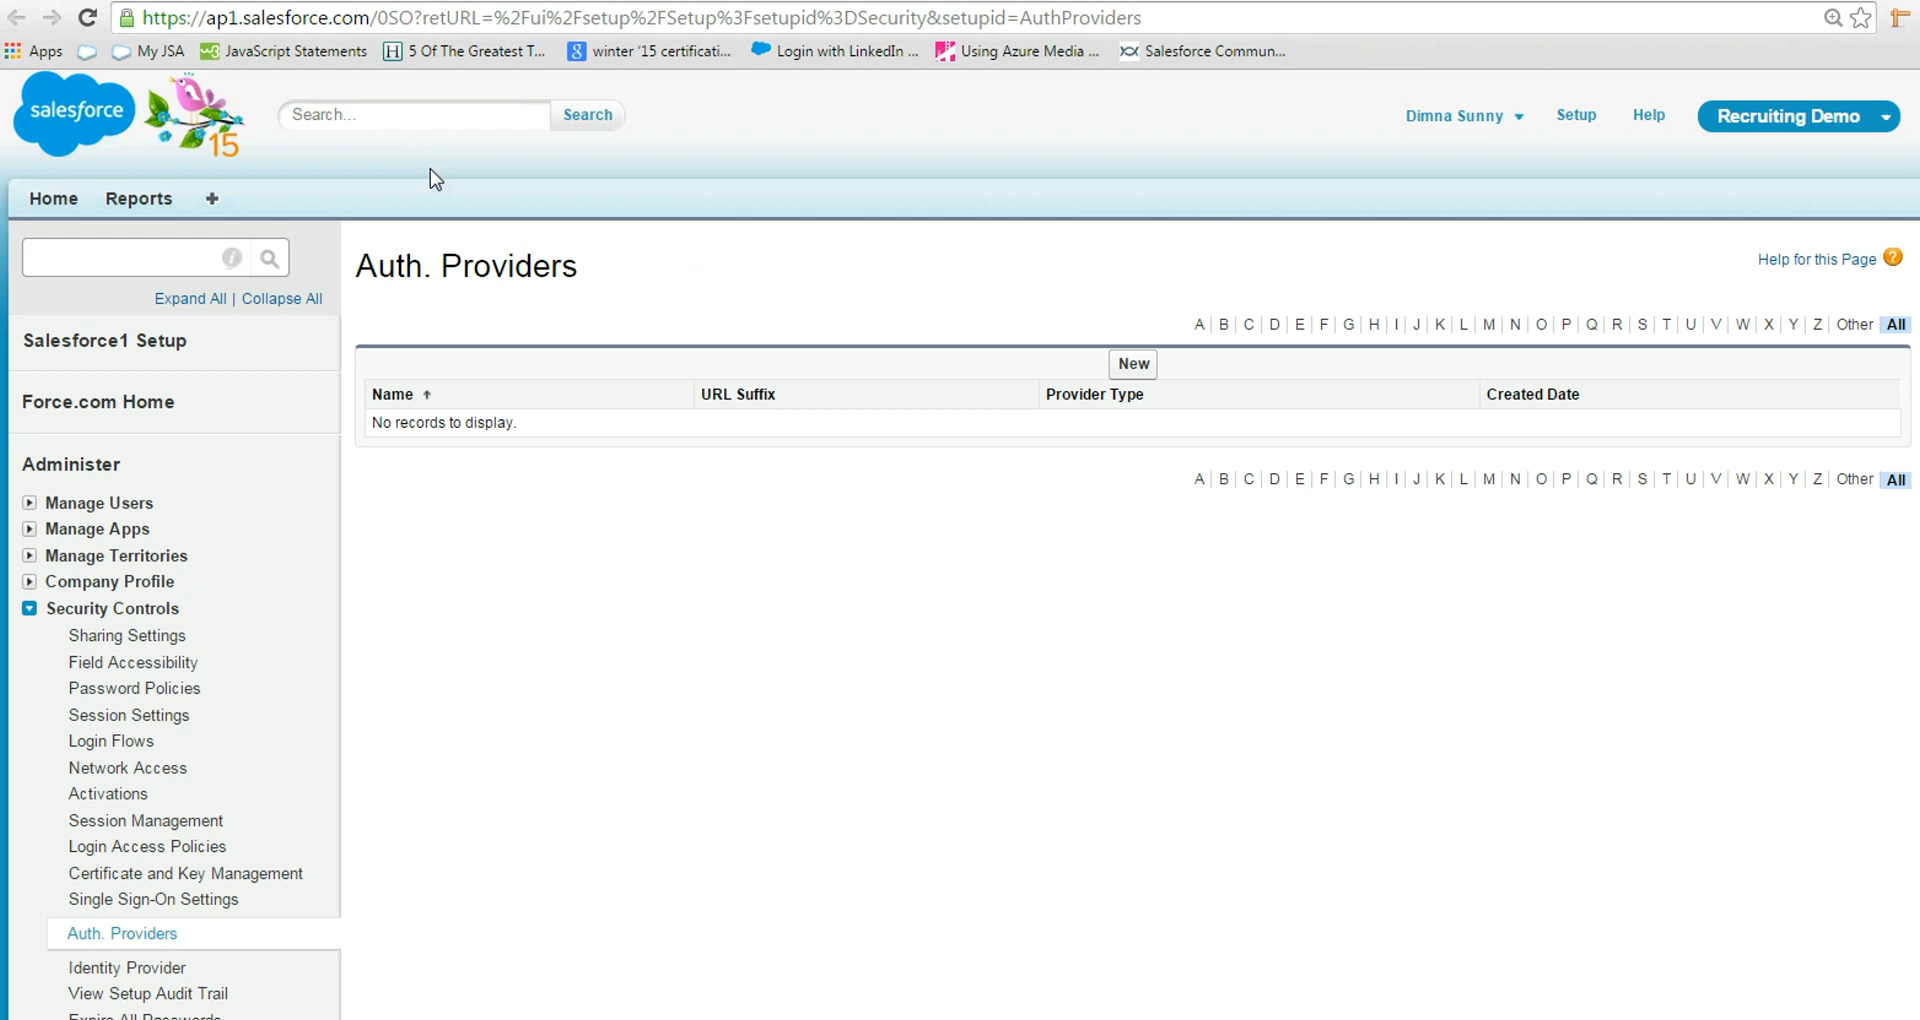 https://ap1.salesforce.com/0SO?retURL=%2Fui%2Fsetup%2FSetup%3Fsetupid%3DSecurity&setupid=AuthProviders
Apps My JSA JavaScript Statements H 5 Of The Greatest T... 8 winter '15 certificati... Login with LinkedIn ... Using Azure Media ... Salesforce Commun...
salesforce 15 Search... Search Dimna Sunny Setup Help Recruiting Demo
Home Reports +
Auth. Providers
Help for this Page ?
Expand All | Collapse All
A | B | C | D | E | F | G | H | I | J | K | L | M | N | O | P | Q | R | S | T | U | V | W | X | Y | Z | Other All
Salesforce1 Setup
New
Name URL Suffix Provider Type Created Date
No records to display.
Force.com Home
A | B | C | D | E | F | G | H | I | J | K | L | M | N | O | P | Q | R | S | T | U | V | W | X | Y | Z | Other All
Administer
Manage Users
Manage Apps
Manage Territories
Company Profile
Security Controls
Sharing Settings
Field Accessibility
Password Policies
Session Settings
Login Flows
Network Access
Activations
Session Management
Login Access Policies
Certificate and Key Management
Single Sign-On Settings
Auth. Providers
Identity Provider
View Setup Audit Trail
Expire All Passwords